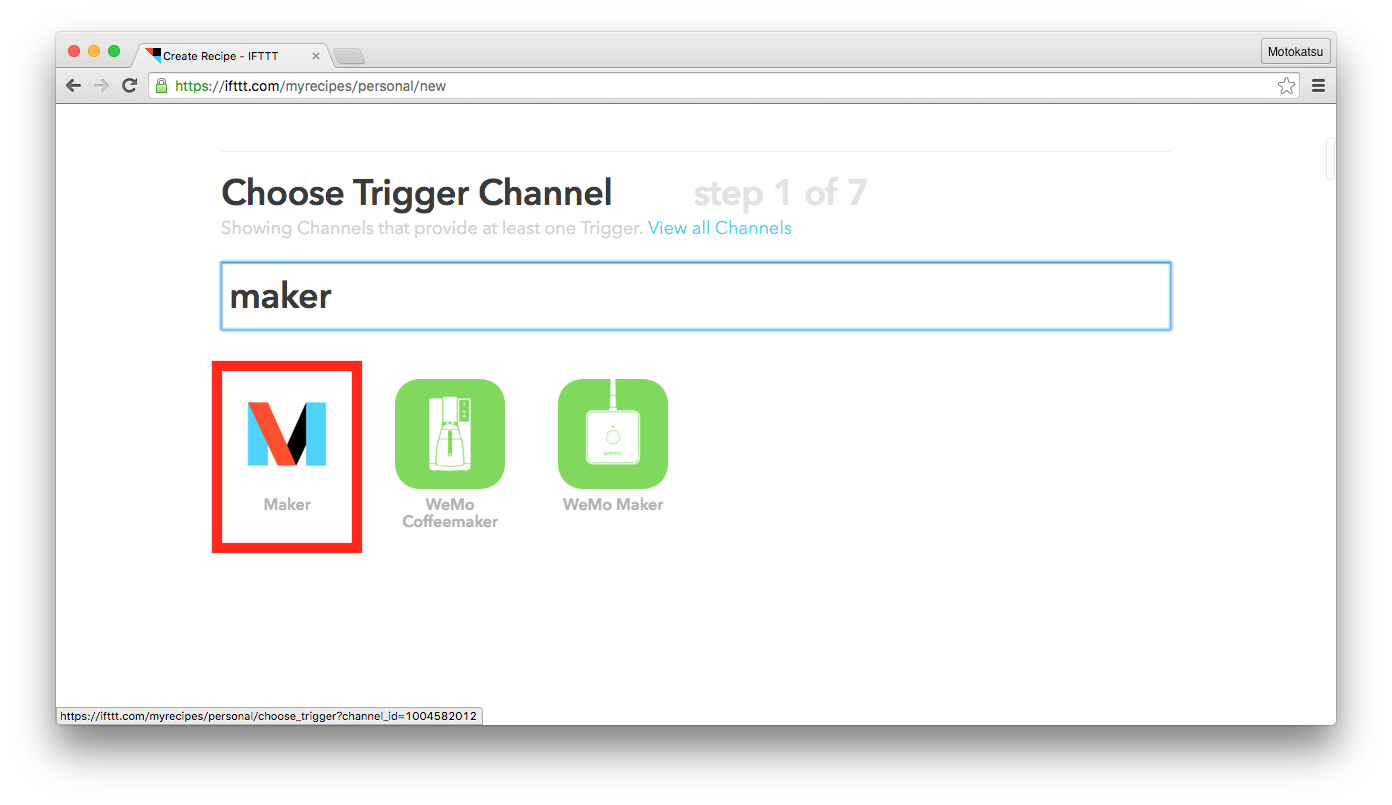 Create Recipe - IFTTT
Motokatsu
https://ifttt.com/myrecipes/personal/new
Choose Trigger Channel step 1 of 7
Showing Channels that provide at least one Trigger. View all Channels
maker
wemo
Maker
WeMo
Coffeemaker
WeMo Maker
https://ifttt.com/myrecipes/personal/choose_trigger?channel_id=1004582012